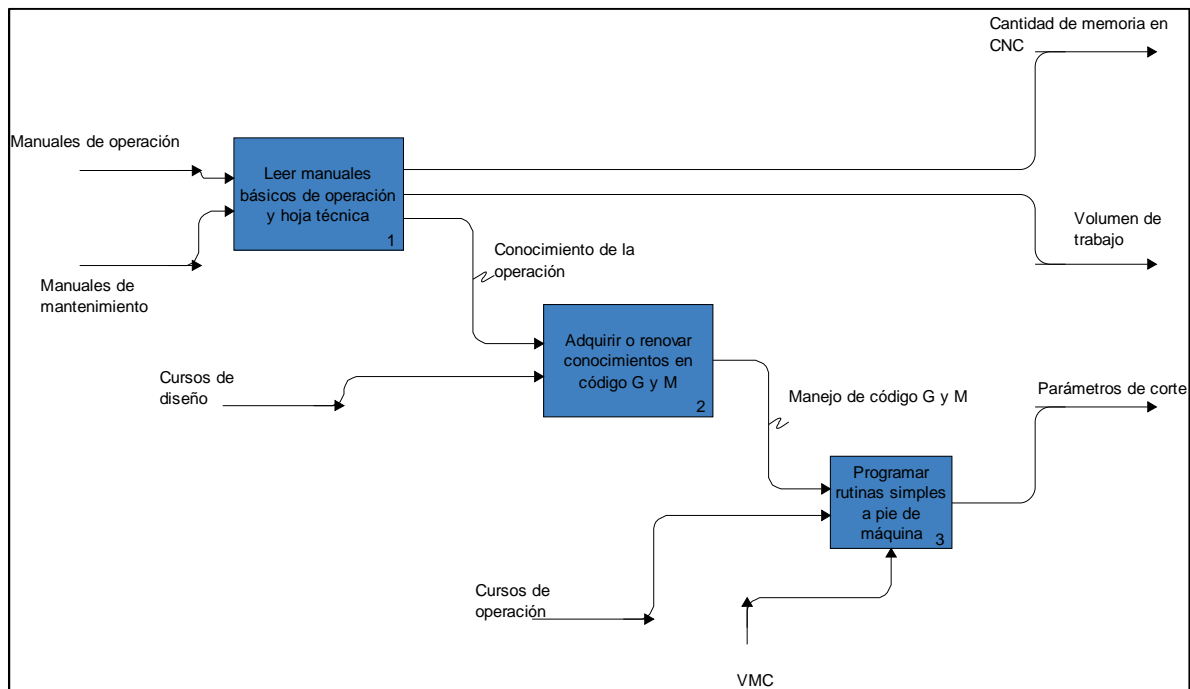 Cantidad de memoria en
CNC
Manuales de operación
Leer manuales
básicos de operación
y hoja técnica
1
Volumen de
trabajo
Conocimiento de la
operación
Manuales de
mantenimiento
Adquirir o renovar
conocimientos en
código G y M
2
Cursos de
diseño
Manejo de código G y M
Parámetros de corte
Programar
rutinas simples
a pie de
máquina
3
Cursos de
operación
VMC